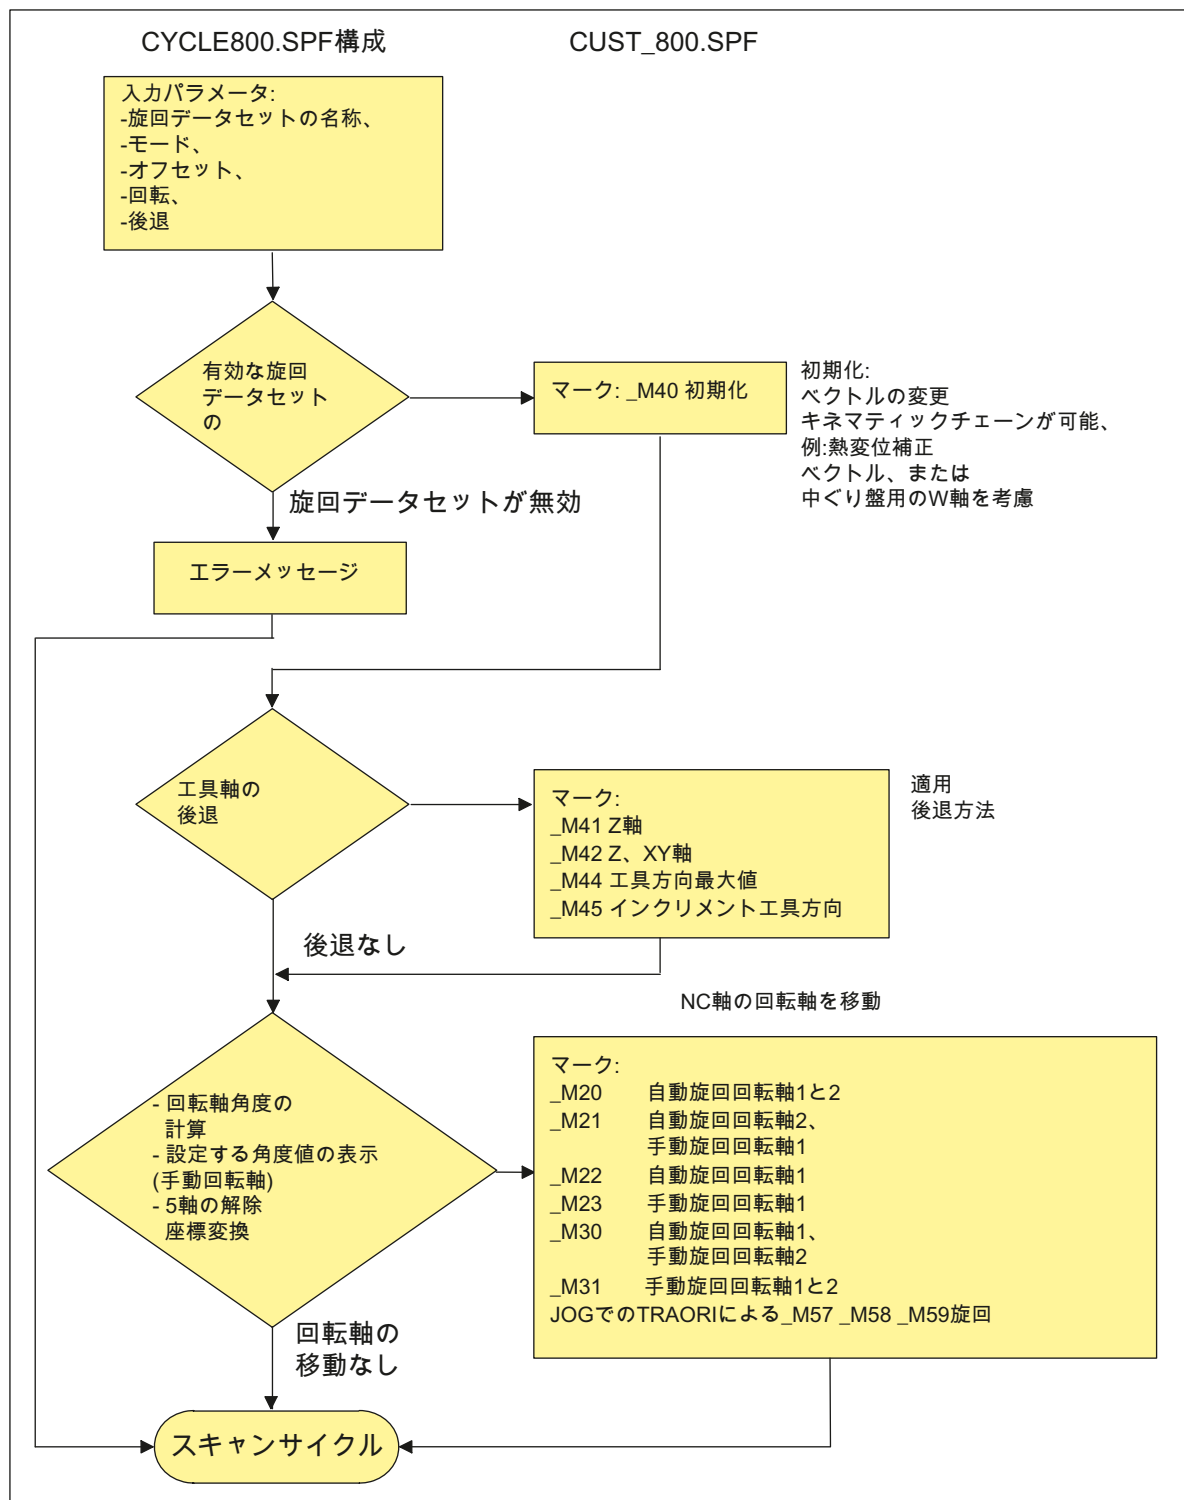 CYCLE800.SPF構成
CUST_800.SPF
入力パラメータ:
-旋回データセットの名称、
-モード、
-オフセット、
-回転、
-後退
有効な旋回
データセット
の
マーク: _M40 初期化
初期化:
ベクトルの変更
キネマティックチェーンが可能、
例:熱変位補正
ベクトル、または
中ぐり盤用のW軸を考慮
旋回データセットが無効
エラーメッセージ
工具軸の
後退
マーク:
_M41 Z軸
_M42 Z、XY軸
_M44 工具方向最大値
_M45 インクリメント工具方向
適用
後退方法
後退なし
NC軸の回転軸を移動
- 回転軸角度の
計算
- 設定する角度値の表示
(手動回転軸)
- 5軸の解除
座標変換
マーク:
_M20 自動旋回回転軸1と2
_M21 自動旋回回転軸2、
手動旋回回転軸1
_M22 自動旋回回転軸1
_M23 手動旋回回転軸1
_M30 自動旋回回転軸1、
手動旋回回転軸2
_M31 手動旋回回転軸1と2
JOGでのTRAORIによる_M57 _M58 _M59旋回
回転軸の
移動なし
スキャンサイクル